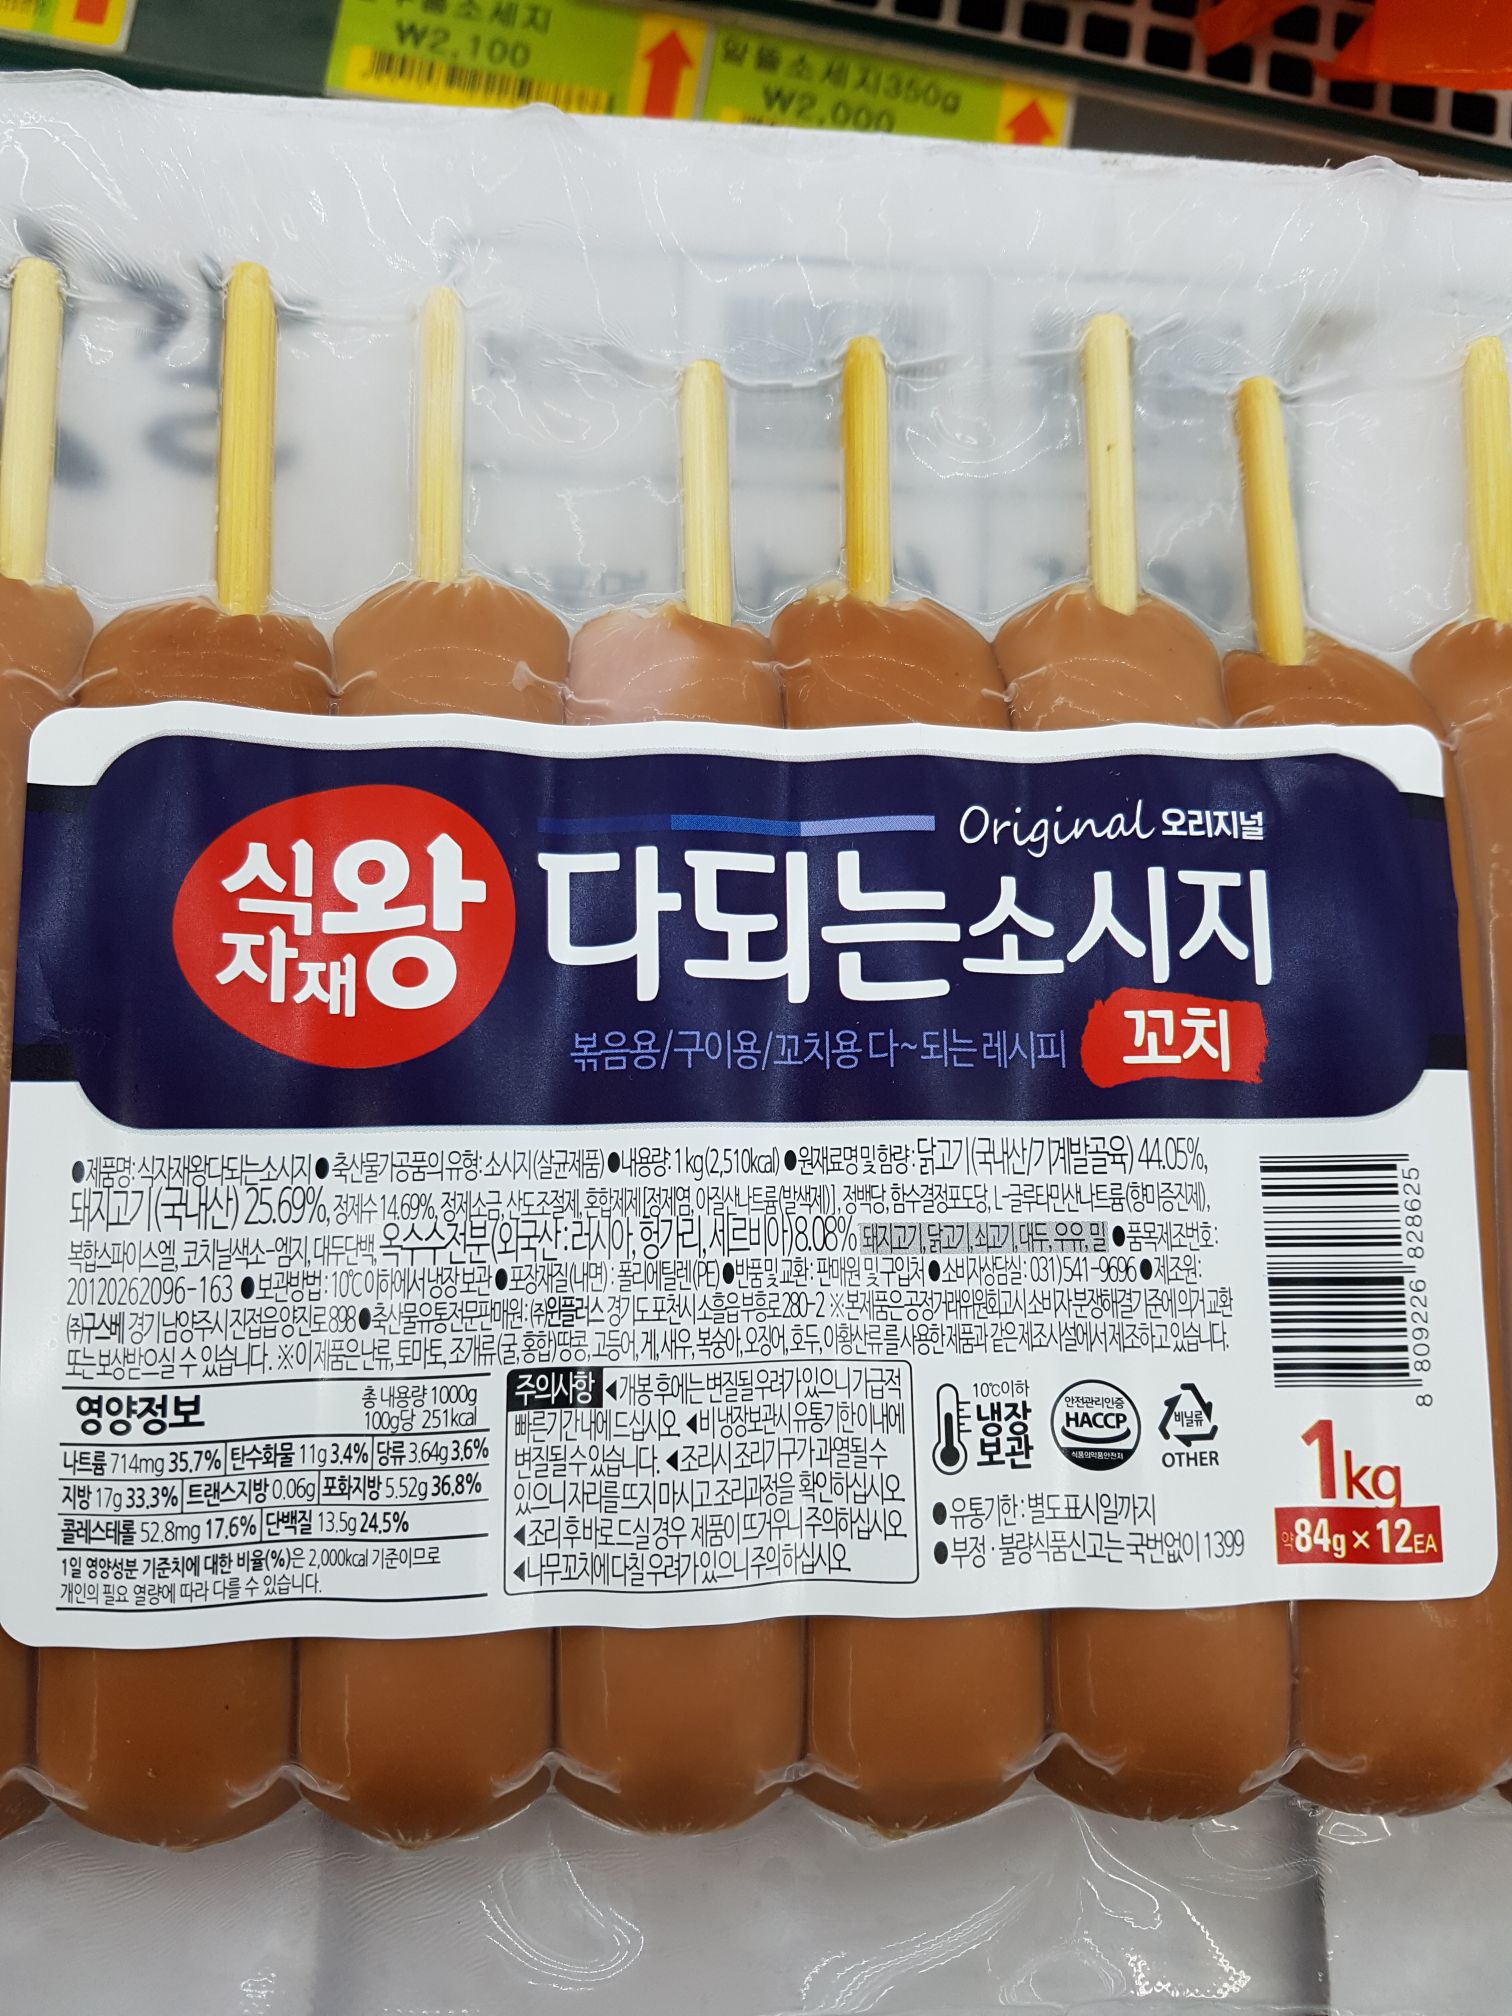 소세지
₩2,100
알뜰소세지350g
₩2,000
Original 오리지널
식자재왕
다되는소시지
꼬치
볶음용/구이용/꼬치용 다~되는 레시피
●제품명: 식자재왕다되는소시지 ● 축산물가공품의 유형: 소시지(살균제품) ●내용량: 1kg(2,510kcal) ●원재료명 및 함량: 닭고기(국내산/기계발골육) 44.05%,
돼지고기(국내산) 25.69%, 정제수 14.69%, 정제소금, 산도조절제, 혼합제제[정제염, 아질산나트륨(발색제)], 정백당, 함수결정포도당, L-글루타민산나트륨(향미증진제),
복합스파이스엘, 코치닐색소-엠지, 대두단백, 옥수수전분(외국산: 러시아, 헝가리, 세르비아)8.08% 돼지고기, 닭고기, 쇠고기, 대두, 우유, 밀 ●품목제조번호:
20120262096-163 ●보관방법: 10℃이하에서 냉장보관 ●포장재질(내면): 폴리에틸렌(PE) ●반품 및 교환: 판매원 및 구입처 ●소비자상담실: 031)541-9696 ●제조원:
㈜구스베 경기 남양주시 진접읍 양진로 898 ●축산물유통전문판매원: ㈜윈플러스 경기도 포천시 소흘읍 부흥로 280-2 ※본제품은 공정거래위원회고시 소비자분쟁해결기준에 의거 교환
또는 보상받으실 수 있습니다. ※이제품은 난류, 토마토, 조개류(굴, 홍합)땅콩, 고등어, 게, 새우, 복숭아, 오징어, 호두, 이황산류를 사용한 제품과 같은 제조시설에서 제조하고 있습니다.
8 809226 828625
영양정보
총 내용량 1000g
100g당 251kcal
나트륨 714mg 35.7% 탄수화물 11g 3.4% 당류 3.64g 3.6%
지방 17g 33.3% 트랜스지방 0.06g 포화지방 5.52g 36.8%
콜레스테롤 52.8mg 17.6% 단백질 13.5g 24.5%
1일 영양성분 기준치에 대한 비율(%)은 2,000kcal 기준이므로
개인의 필요 열량에 따라 다를 수 있습니다.
주의사항 ◀개봉 후에는 변질될 우려가 있으니 가급적
빠른기간 내에 드십시오. ◀비냉장보관시 유통기한 이내에
변질될 수 있습니다. ◀조리시 조리기구가 과열될 수
있으니 자리를 뜨지 마시고 조리과정을 확인하십시오.
◀조리 후 바로 드실 경우 제품이 뜨거우니 주의하십시오.
◀나무꼬치에 다칠 우려가 있으니 주의하십시오.
10℃이하
냉장
보관
안전관리인증
HACCP
식품의약품안전처
비닐류
OTHER
●유통기한: 별도표시일까지
●부정·불량식품신고는 국번없이 1399
1kg
약84g×12EA